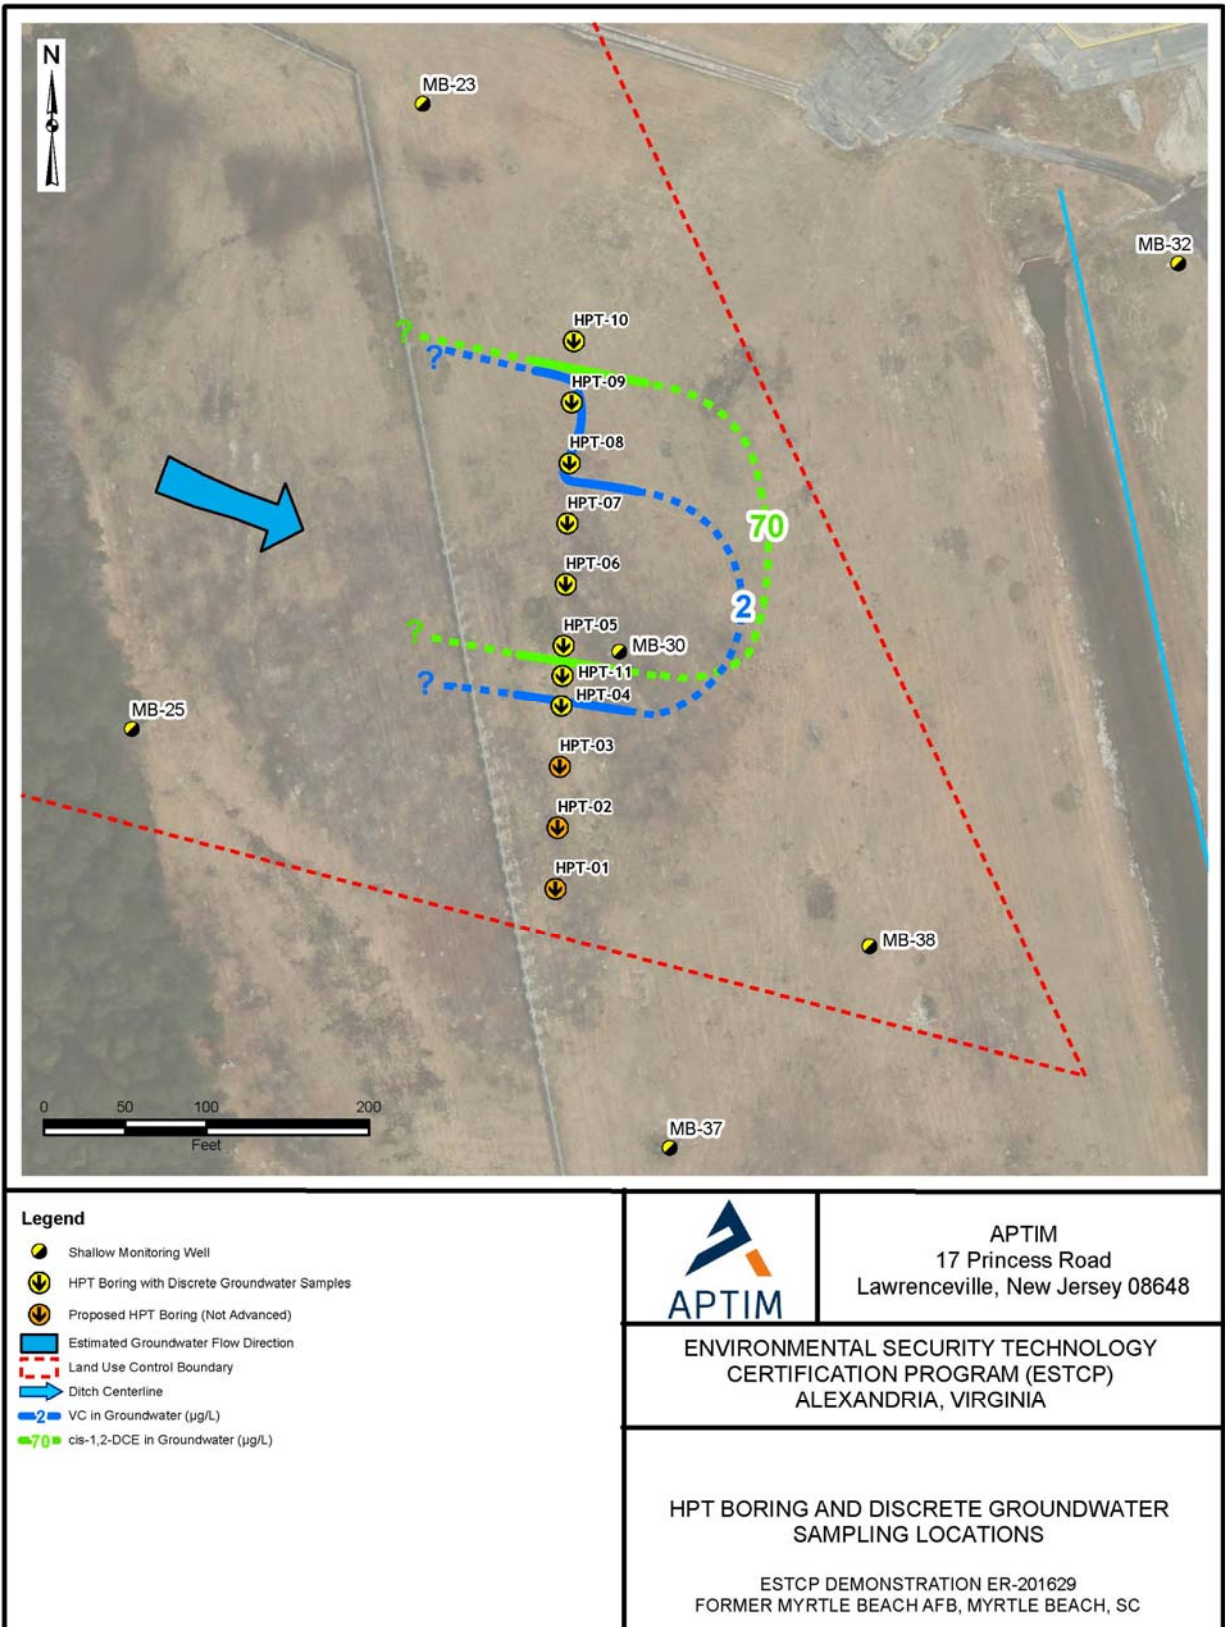 N
MB-23
MB-32
HPT-10
?
?
HPT-09
HPT-08
HPT-07
70
HPT-06
2
HPT-05
?
MB-30
HPT-11
?
HPT-04
MB-25
HPT-03
HPT-02
HPT-01
MB-38
0 50 100 200
Feet
MB-37
Legend
Shallow Monitoring Well
HPT Boring with Discrete Groundwater Samples
Proposed HPT Boring (Not Advanced)
Estimated Groundwater Flow Direction
Land Use Control Boundary
Ditch Centerline
2 VC in Groundwater (µg/L)
70 cis-1,2-DCE in Groundwater (µg/L)
APTIM
APTIM
17 Princess Road
Lawrenceville, New Jersey 08648
ENVIRONMENTAL SECURITY TECHNOLOGY
CERTIFICATION PROGRAM (ESTCP)
ALEXANDRIA, VIRGINIA
HPT BORING AND DISCRETE GROUNDWATER
SAMPLING LOCATIONS
ESTCP DEMONSTRATION ER-201629
FORMER MYRTLE BEACH AFB, MYRTLE BEACH, SC